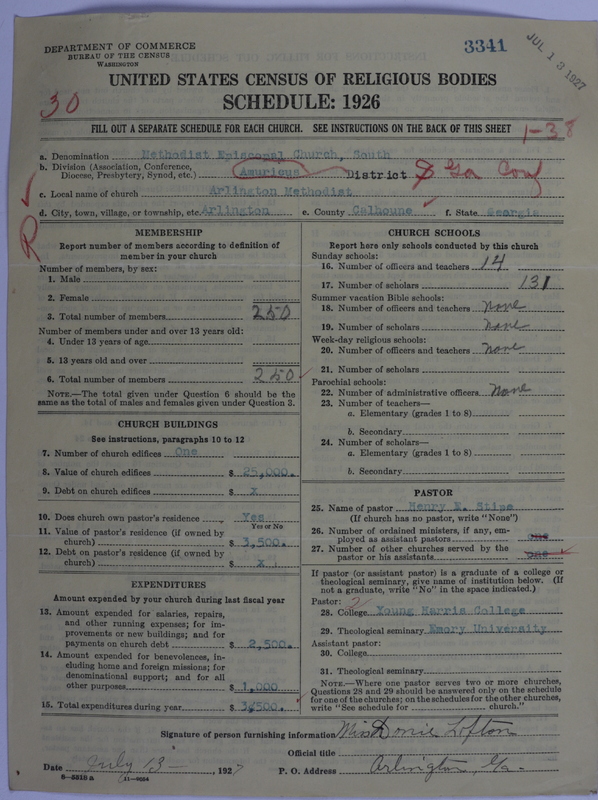 DEPARTMENT OF COMMERCE
BUREAU OF THE CENSUS
WASHINGTON
3341
JUL 13 1927
UNITED STATES CENSUS OF RELIGIOUS BODIES
SCHEDULE: 1926
30
FILL OUT A SEPARATE SCHEDULE FOR EACH CHURCH. SEE INSTRUCTIONS ON THE BACK OF THIS SHEET
1-38
a. Denomination Methodist Episcopal Church, South
b. Division (Association, Conference, Diocese, Presbytery, Synod, etc.) Amuricus District Ga Conf
c. Local name of church Arlington Methodist
d. City, town, village, or township, etc. Arlington e. County Calhoune f. State Georgia
R
MEMBERSHIP
Report number of members according to definition of
member in your church
Number of members, by sex:
1. Male
2. Female
3. Total number of members 250
Number of members under and over 13 years old:
4. Under 13 years of age
5. 13 years old and over
6. Total number of members 250
NOTE.—The total given under Question 6 should be the
same as the total of males and females given under Question 3.
CHURCH BUILDINGS
See instructions, paragraphs 10 to 12
7. Number of church edifices One
8. Value of church edifices $ 25,000.
9. Debt on church edifices $ x
10. Does church own pastor's residence Yes
Yes or No
11. Value of pastor's residence (if owned by
church) $ 3,500.
12. Debt on pastor's residence (if owned by
church) $ x
EXPENDITURES
Amount expended by your church during last fiscal year
13. Amount expended for salaries, repairs,
and other running expenses; for im-
provements or new buildings; and for
payments on church debt $ 2,500.
14. Amount expended for benevolences, in-
cluding home and foreign missions; for
denominational support; and for all
other purposes $ 1,000
15. Total expenditures during year $ 3,500.
CHURCH SCHOOLS
Report here only schools conducted by this church
Sunday schools:
16. Number of officers and teachers 14
17. Number of scholars 131
Summer vacation Bible schools:
18. Number of officers and teachers none
19. Number of scholars none
Week-day religious schools:
20. Number of officers and teachers none
21. Number of scholars
Parochial schools:
22. Number of administrative officers none
23. Number of teachers—
a. Elementary (grades 1 to 8)
b. Secondary
24. Number of scholars—
a. Elementary (grades 1 to 8)
b. Secondary
PASTOR
25. Name of pastor Henry E. Stipe
(If church has no pastor, write "None")
26. Number of ordained ministers, if any, em-
ployed as assistant pastors one
27. Number of other churches served by the
pastor or his assistants one
If pastor (or assistant pastor) is a graduate of a college or
theological seminary, give name of institution below. (If
not a graduate, write "No" in the space indicated.)
Pastor:
28. College Young Harris College
29. Theological seminary Emory University
Assistant pastor:
30. College
31. Theological seminary
NOTE.—Where one pastor serves two or more churches,
Questions 28 and 29 should be answered only on the schedule
for one of the churches; on the schedules for the other churches,
write "See schedule for church."
Signature of person furnishing information Miss Donie Lofton
Official title
Date July 13 —, 1927 P. O. Address Arlington, Ga.
8-5518 a 11-9054